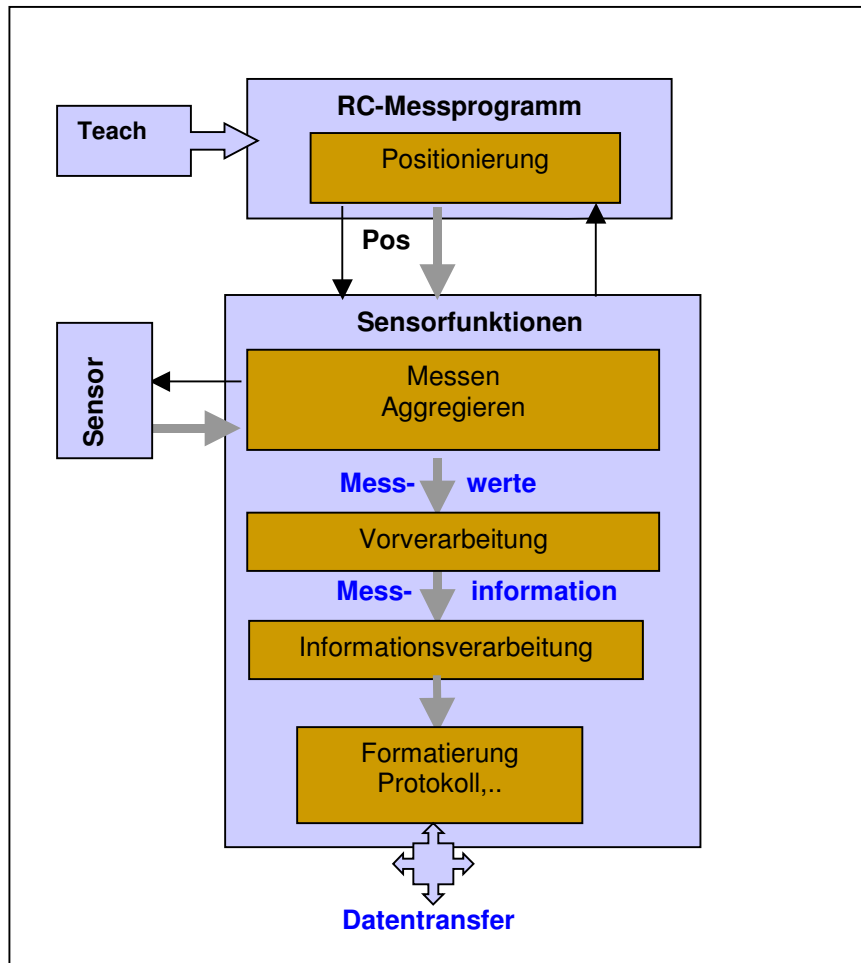 RC-Messprogramm
Teach
Positionierung
Pos
Sensorfunktionen
Sensor
Messen
Aggregieren
Mess- werte
Vorverarbeitung
Mess- information
Informationsverarbeitung
Formatierung
Protokoll,..
Datentransfer